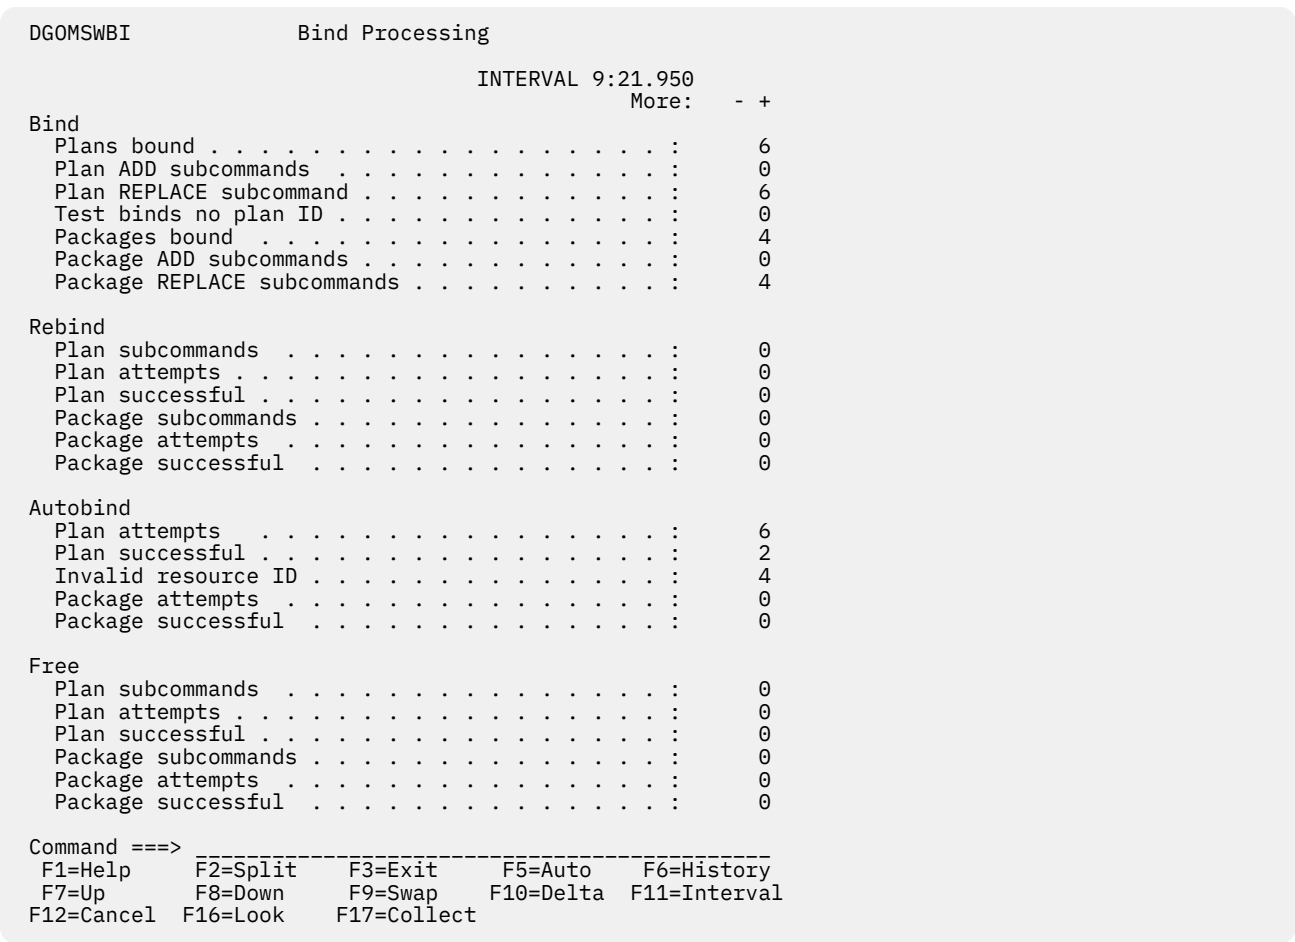 DGOMSWBI             Bind Processing
                                   INTERVAL 9:21.950
                                               More:   - +
Bind
  Plans bound . . . . . . . . . . . . . . . . . . . :      6
  Plan ADD subcommands  . . . . . . . . . . . . . . :      0
  Plan REPLACE subcommand . . . . . . . . . . . . . :      6
  Test binds no plan ID . . . . . . . . . . . . . . :      0
  Packages bound  . . . . . . . . . . . . . . . . . :      4
  Package ADD subcommands . . . . . . . . . . . . . :      0
  Package REPLACE subcommands . . . . . . . . . . . :      4
Rebind
  Plan subcommands  . . . . . . . . . . . . . . . . :      0
  Plan attempts . . . . . . . . . . . . . . . . . . :      0
  Plan successful . . . . . . . . . . . . . . . . . :      0
  Package subcommands . . . . . . . . . . . . . . . :      0
  Package attempts  . . . . . . . . . . . . . . . . :      0
  Package successful  . . . . . . . . . . . . . . . :      0
Autobind
  Plan attempts   . . . . . . . . . . . . . . . . . :      6
  Plan successful . . . . . . . . . . . . . . . . . :      2
  Invalid resource ID . . . . . . . . . . . . . . . :      4
  Package attempts  . . . . . . . . . . . . . . . . :      0
  Package successful  . . . . . . . . . . . . . . . :      0
Free
  Plan subcommands  . . . . . . . . . . . . . . . . :      0
  Plan attempts . . . . . . . . . . . . . . . . . . :      0
  Plan successful . . . . . . . . . . . . . . . . . :      0
  Package subcommands . . . . . . . . . . . . . . . :      0
  Package attempts  . . . . . . . . . . . . . . . . :      0
  Package successful  . . . . . . . . . . . . . . . :      0
Command ===> _____________________________________________
 F1=Help     F2=Split    F3=Exit     F5=Auto    F6=History
 F7=Up       F8=Down     F9=Swap    F10=Delta  F11=Interval
F12=Cancel  F16=Look    F17=Collect